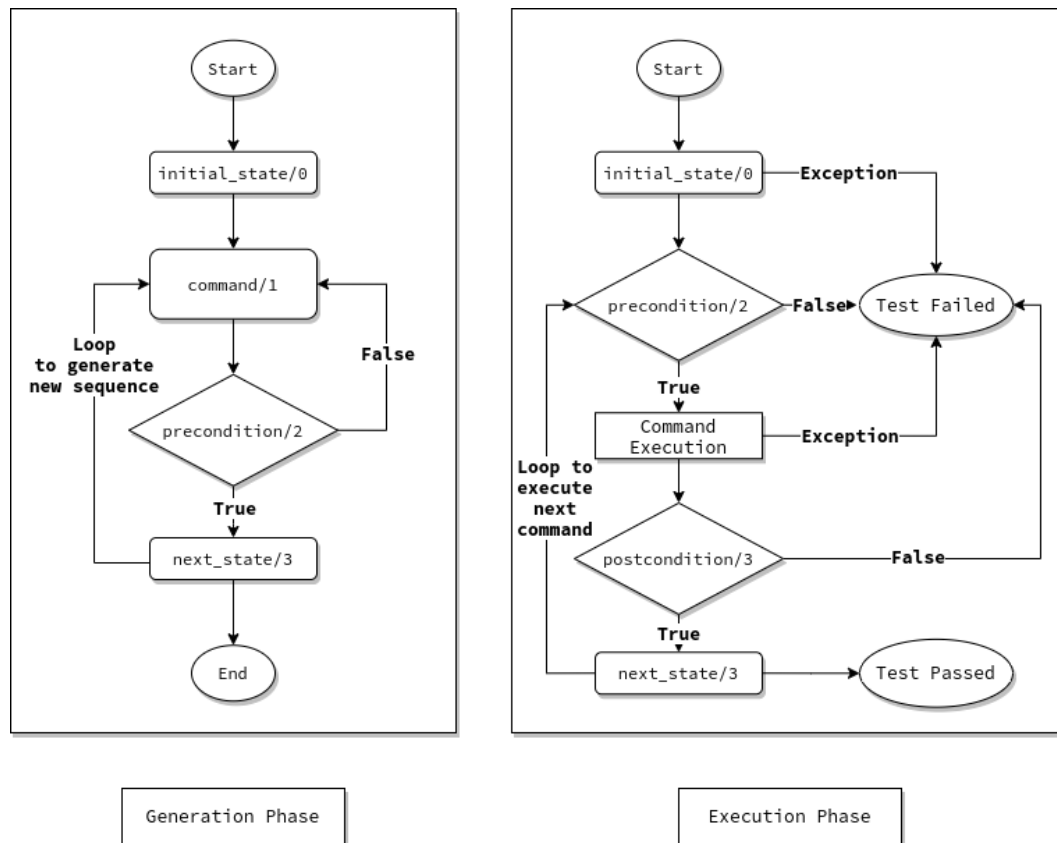 Start
initial_state/0
command/1
Loop
to generate
new sequence
False
precondition/2
True
next_state/3
End
Generation Phase
Start
initial_state/0
Exception
precondition/2
False
Test Failed
True
Command
Execution
Exception
Loop to
execute
next
command
postcondition/3
False
True
next_state/3
Test Passed
Execution Phase